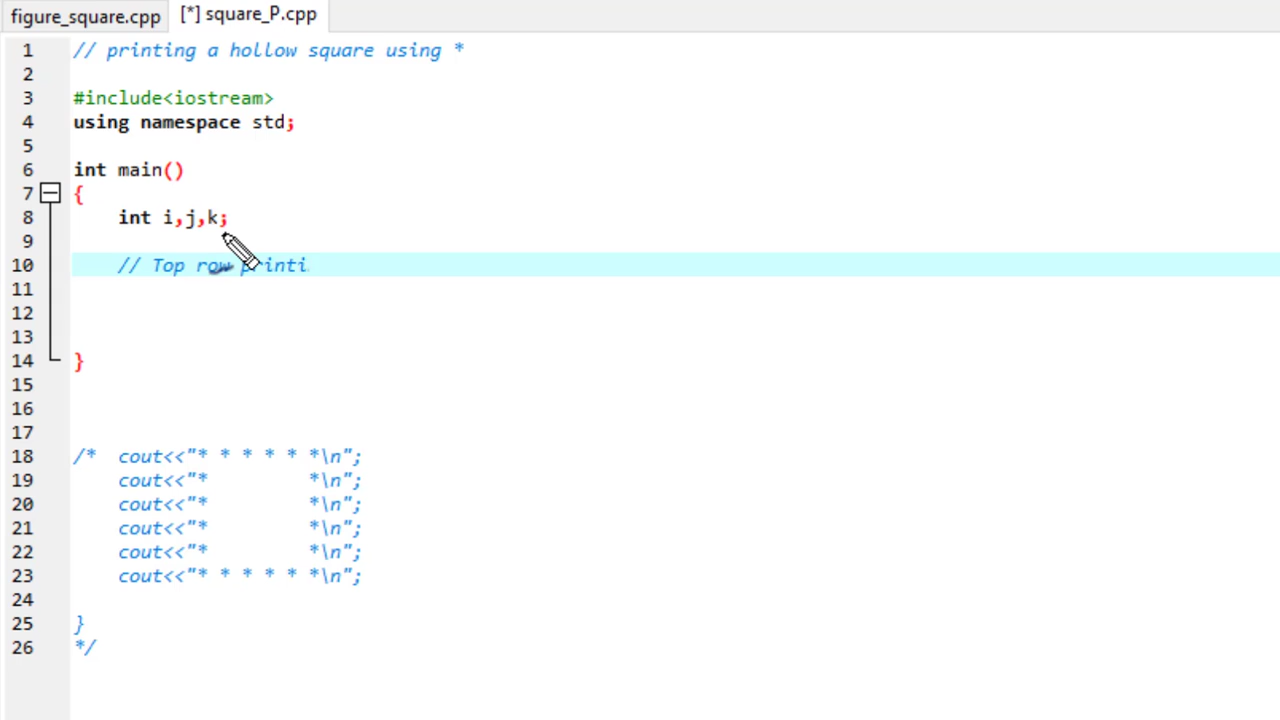 figure_square.cpp [*] square_P.cpp
1 // printing a hollow square using *
2
3 #include<iostream>
4 using namespace std;
5
6 int main()
7 {
8 int i,j,k;
9
10 // Top row printi
11
12
13
14 }
15
16
17
18 /* cout<<"* * * * * *\n";
19 cout<<"*         *\n";
20 cout<<"*         *\n";
21 cout<<"*         *\n";
22 cout<<"*         *\n";
23 cout<<"* * * * * *\n";
24
25 }
26 */